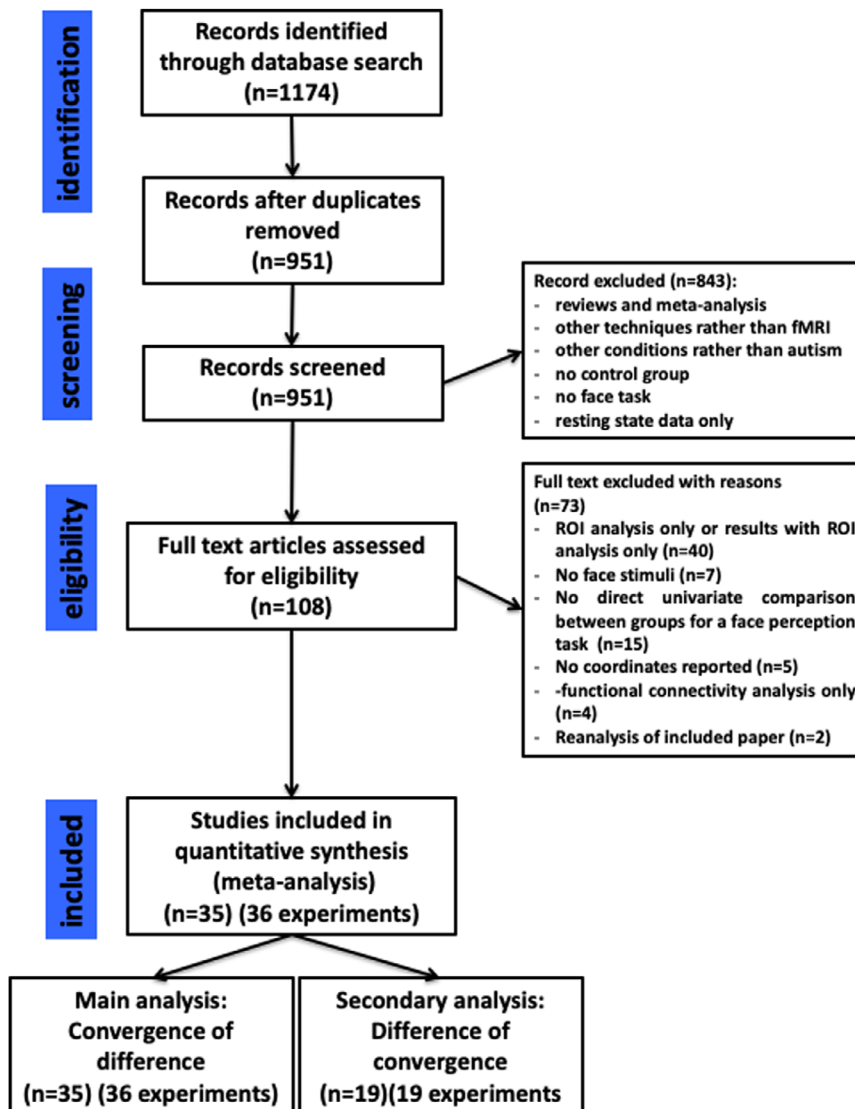 identification
Records identified
through database search
(n=1174)
Records after duplicates
removed
(n=951)
screening
Records screened
(n=951)
Record excluded (n=843):
- reviews and meta-analysis
- other techniques rather than fMRI
- other conditions rather than autism
- no control group
- no face task
- resting state data only
eligibility
Full text articles assessed
for eligibility
(n=108)
Full text excluded with reasons
(n=73)
- ROI analysis only or results with ROI
analysis only (n=40)
- No face stimuli (n=7)
- No direct univariate comparison
between groups for a face perception
task (n=15)
- No coordinates reported (n=5)
- -functional connectivity analysis only
(n=4)
- Reanalysis of included paper (n=2)
included
Studies included in
quantitative synthesis
(meta-analysis)
(n=35) (36 experiments)
Main analysis:
Convergence of
difference
(n=35) (36 experiments)
Secondary analysis:
Difference of
convergence
(n=19)(19 experiments